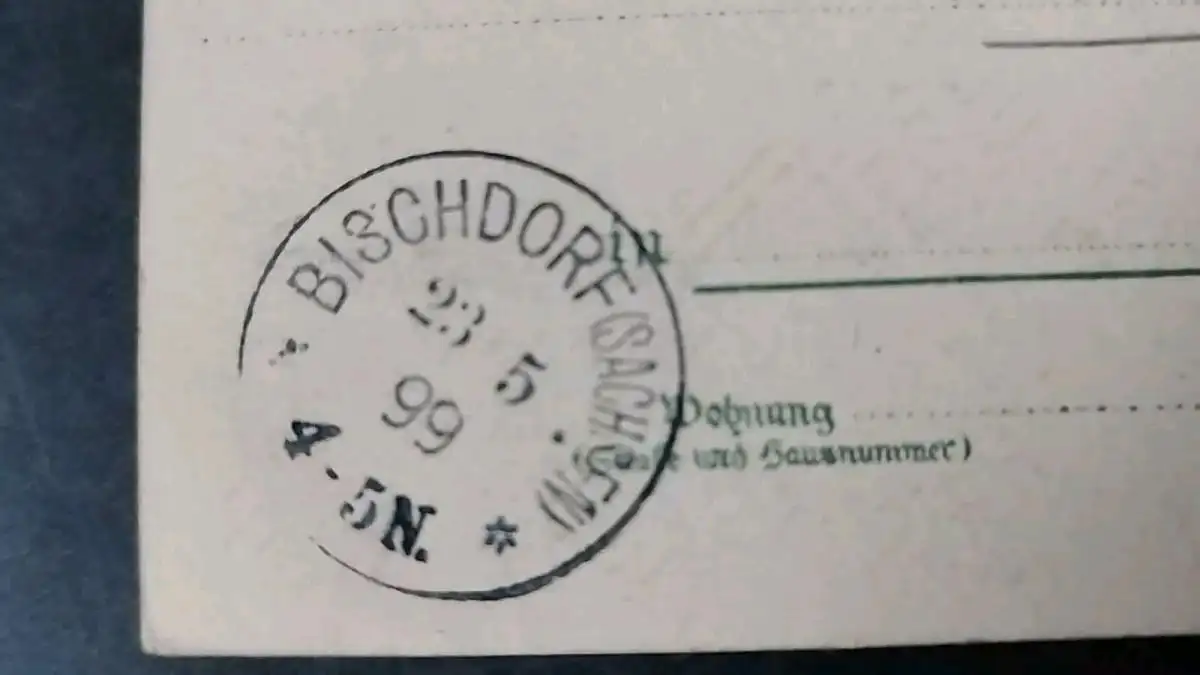 BISCHDORF (SACHSEN)
23 5.
99
4-5N. *
in
Wohnung
und Hausnummer)